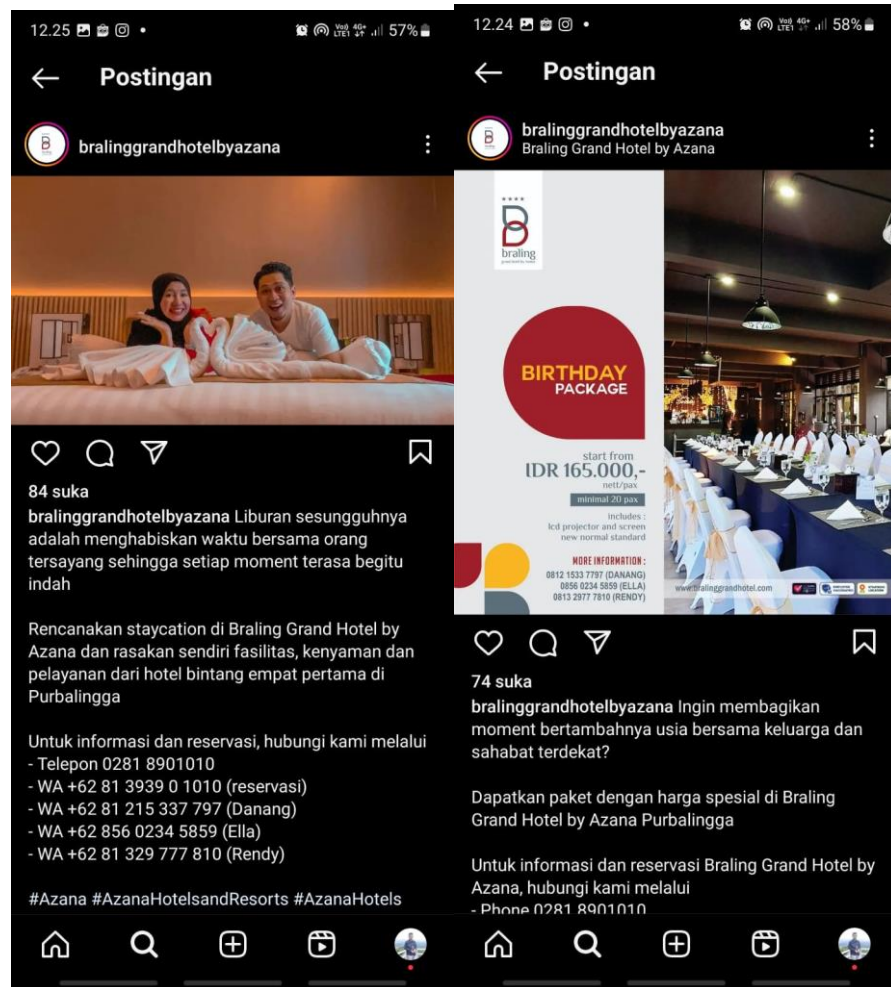 12.25
Voo) 4G+
LTE1
57%
Postingan
bralinggrandhotelbyazana
84 suka
bralinggrandhotelbyazana Liburan sesungguhnya
adalah menghabiskan waktu bersama orang
tersayang sehingga setiap moment terasa begitu
indah
Rencanakan staycation di Braling Grand Hotel by
Azana dan rasakan sendiri fasilitas, kenyaman dan
pelayanan dari hotel bintang empat pertama di
Purbalingga
Untuk informasi dan reservasi, hubungi kami melalui
- Telepon 0281 8901010
- WA +62 81 3939 0 1010 (reservasi)
- WA +62 81 215 337 797 (Danang)
- WA +62 856 0234 5859 (Ella)
- WA +62 81 329 777 810 (Rendy)
#Azana #AzanaHotelsandResorts #AzanaHotels
12.24
Voo) 4G+
LTE1
58%
Postingan
bralinggrandhotelbyazana
Braling Grand Hotel by Azana
braling
BIRTHDAY
PACKAGE
start from
IDR 165.000,-
nett/pax
minimal 20 pax
includes :
lcd projector and screen
new normal standard
MORE INFORMATION :
0812 1533 7797 (DANANG)
0856 0234 5859 (ELLA)
0813 2977 7810 (RENDY)
www.bralinggrandhotel.com
74 suka
bralinggrandhotelbyazana Ingin membagikan
moment bertambahnya usia bersama keluarga dan
sahabat terdekat?
Dapatkan paket dengan harga spesial di Braling
Grand Hotel by Azana Purbalingga
Untuk informasi dan reservasi Braling Grand Hotel by
Azana, hubungi kami melalui
- Phone 0281 8901010